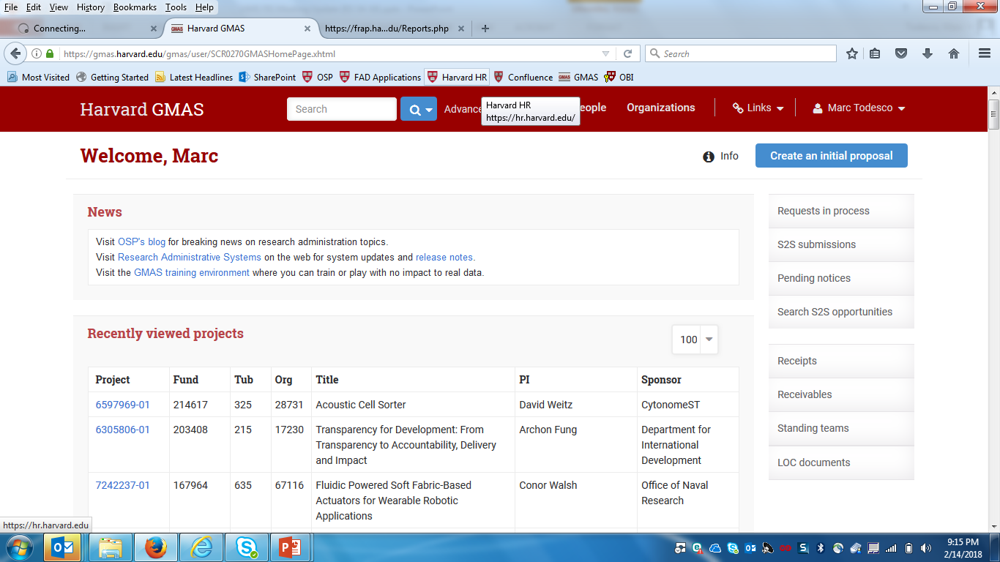 File Edit View History Bookmarks Tools Help
Connecting...
Harvard GMAS
https://frap.ha...du/Reports.php
https://gmas.harvard.edu/gmas/user/SCR0270GMASHomePage.xhtml
Search
Most Visited Getting Started Latest Headlines SharePoint OSP FAD Applications Harvard HR Confluence GMAS OBI
Harvard GMAS
Search
Advance
Harvard HR
https://hr.harvard.edu/
eople
Organizations
Links
Marc Todesco
Welcome, Marc
Info
Create an initial proposal
News
Visit OSP's blog for breaking news on research administration topics.
Visit Research Administrative Systems on the web for system updates and release notes.
Visit the GMAS training environment where you can train or play with no impact to real data.
Requests in process
S2S submissions
Pending notices
Search S2S opportunities
Receipts
Receivables
Standing teams
LOC documents
Recently viewed projects
100
Project Fund Tub Org Title PI Sponsor
6597969-01 214617 325 28731 Acoustic Cell Sorter David Weitz CytonomeST
6305806-01 203408 215 17230 Transparency for Development: From Archon Fung Department for
Transparency to Accountability, Delivery International
and Impact Development
7242237-01 167964 635 67116 Fluidic Powered Soft Fabric-Based Conor Walsh Office of Naval
Actuators for Wearable Robotic Research
Applications
https://hr.harvard.edu
9:15 PM
2/14/2018